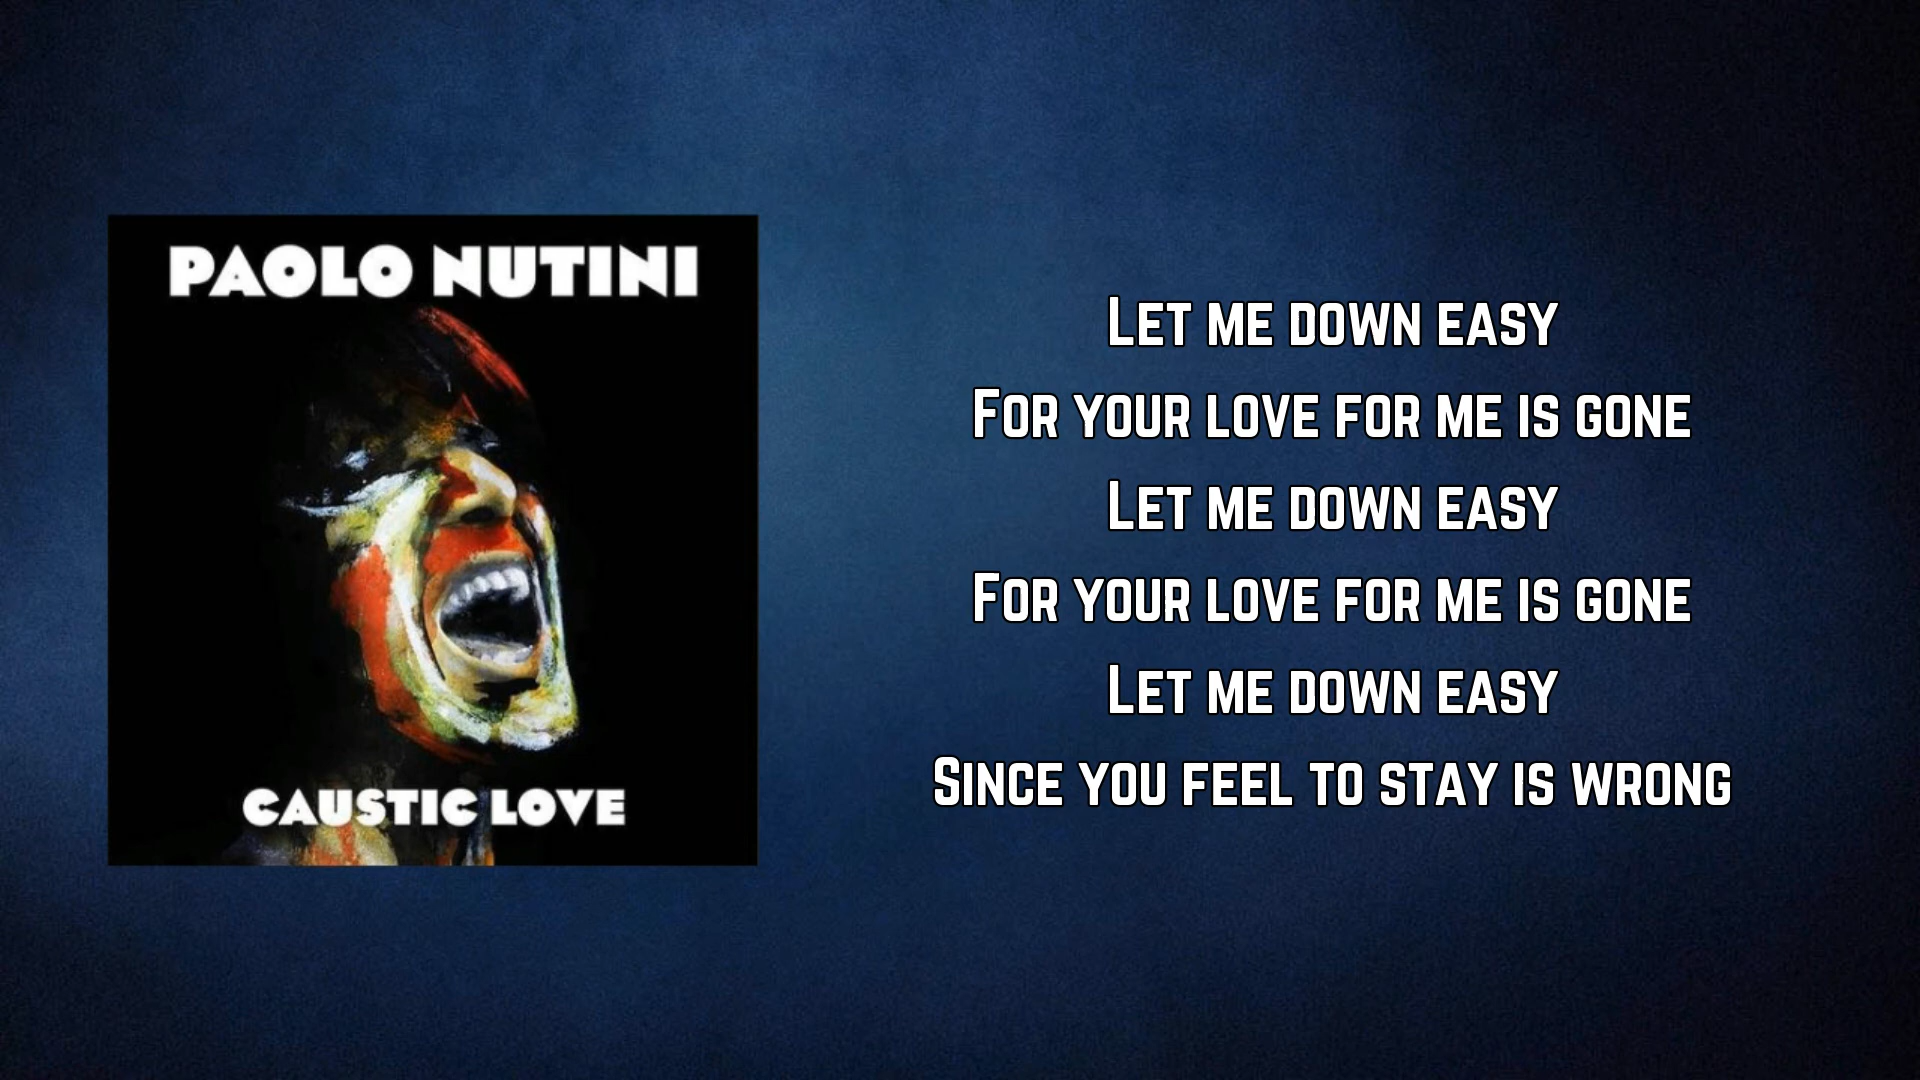 PAOLO NUTINI
CAUSTIC LOVE
Let me down easy
For your love for me is gone
Let me down easy
For your love for me is gone
Let me down easy
Since you feel to stay is wrong